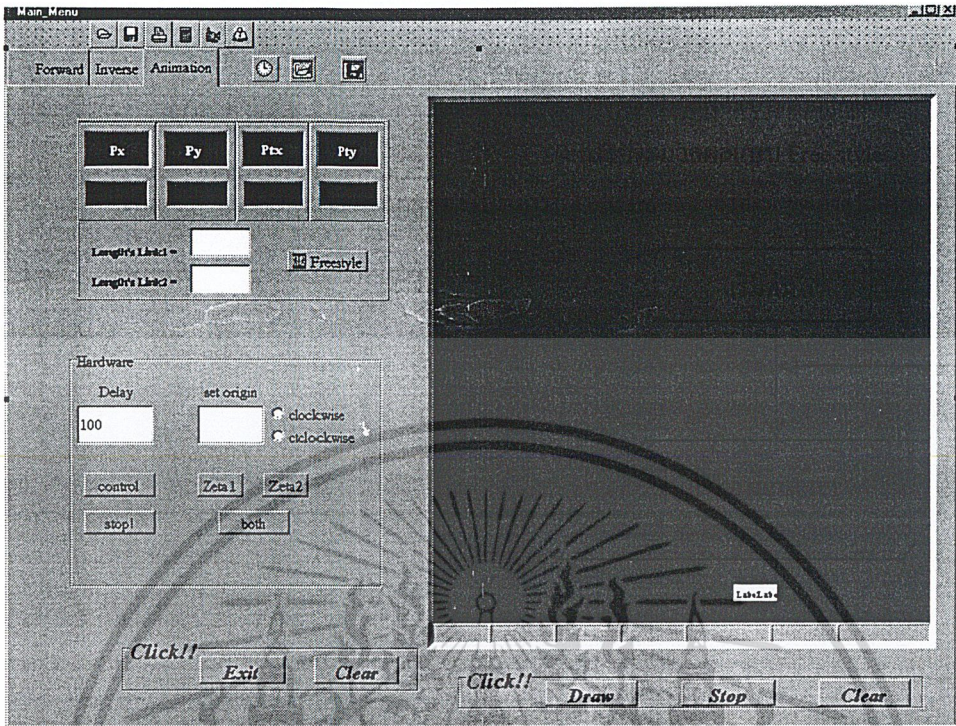 Main_Menu
Forward Inverse Animation
Px Py Ptx Pty
Length's Link1 =
Length's Link2 =
Freestyle
Hardware
Delay set origin
100
clockwise
ctclockwise
control Zeta1 Zeta2
stop! both
Click!!
Exit Clear
Click!!
Draw Stop Clear